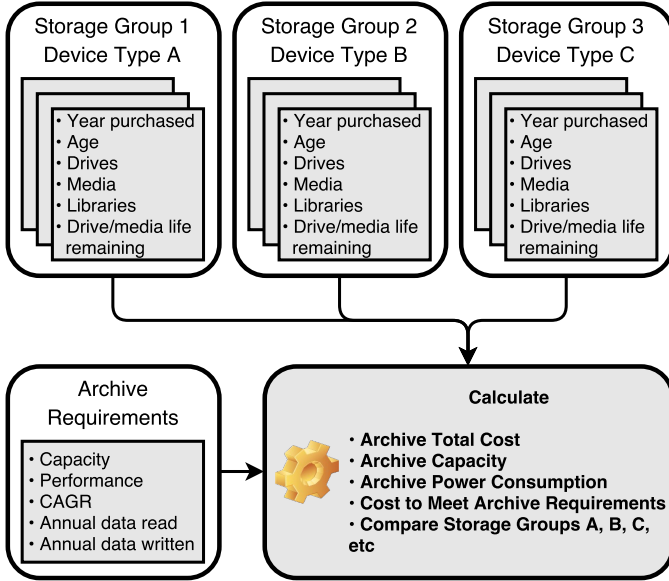 Storage Group 1
Device Type A
• Year purchased
• Age
• Drives
• Media
• Libraries
• Drive/media life
remaining
Storage Group 2
Device Type B
• Year purchased
• Age
• Drives
• Media
• Libraries
• Drive/media life
remaining
Storage Group 3
Device Type C
• Year purchased
• Age
• Drives
• Media
• Libraries
• Drive/media life
remaining
Archive
Requirements
• Capacity
• Performance
• CAGR
• Annual data read
• Annual data written
Calculate
• Archive Total Cost
• Archive Capacity
• Archive Power Consumption
• Cost to Meet Archive Requirements
• Compare Storage Groups A, B, C,
etc